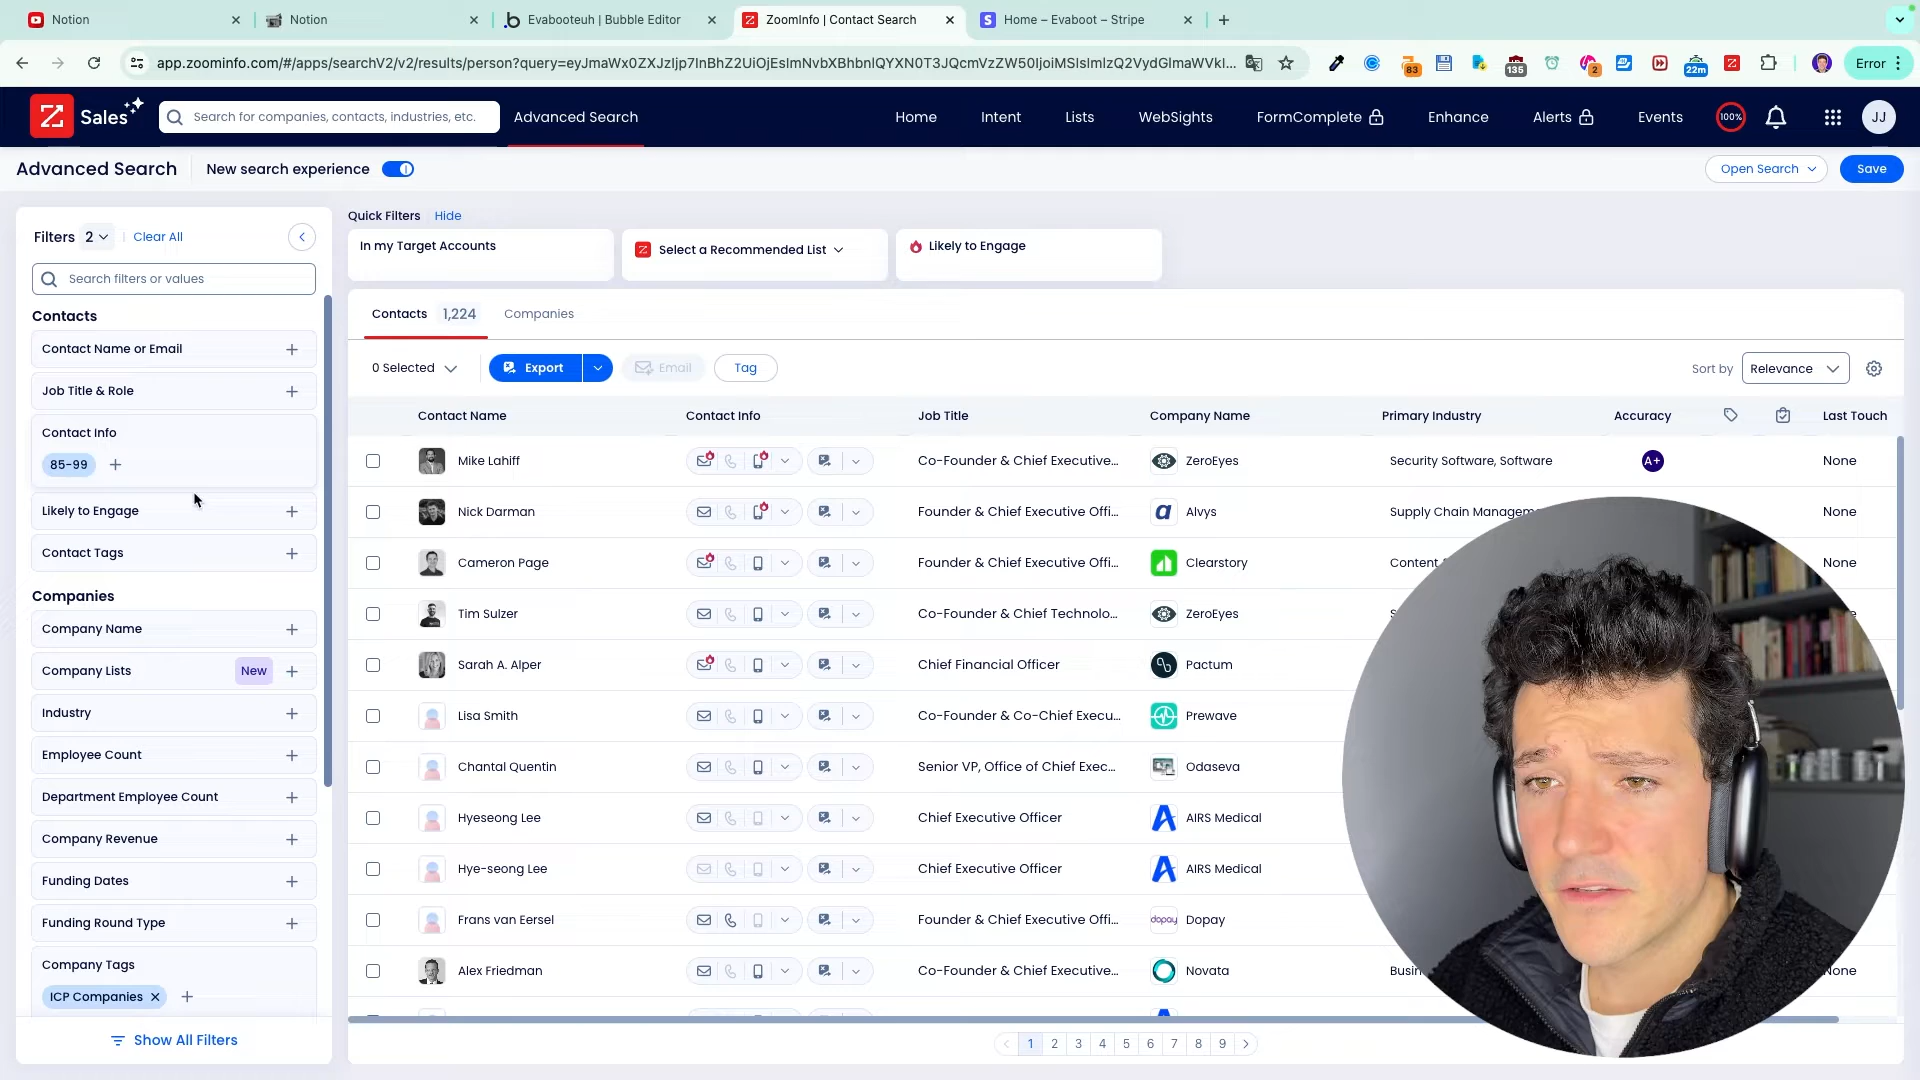 Notion
Notion
Evabooteuh | Bubble Editor
ZoomInfo | Contact Search
Home – Evaboot – Stripe
app.zoominfo.com/#/apps/searchV2/v2/results/person?query=
83
135
2
22m
Error
Sales
Search for companies, contacts, industries, etc.
Advanced Search
Home
Intent
Lists
WebSights
FormComplete
Enhance
Alerts
Events
100%
JJ
Advanced Search
New search experience
Open Search
Save
Filters 2
Clear All
Search filters or values
Contacts
Contact Name or Email
Job Title & Role
Contact Info
85-99
Likely to Engage
Contact Tags
Companies
Company Name
Company Lists New
Industry
Employee Count
Department Employee Count
Company Revenue
Funding Dates
Funding Round Type
Company Tags
ICP Companies
Show All Filters
Quick Filters Hide
In my Target Accounts
Select a Recommended List
Likely to Engage
Contacts 1,224 Companies
0 Selected Export Email Tag
Sort by Relevance
Contact Name Contact Info Job Title Company Name Primary Industry Accuracy Last Touch
Mike Lahiff Co-Founder & Chief Executive... ZeroEyes Security Software, Software A+ None
Nick Darman Founder & Chief Executive Offi... Alvys Supply Chain Managem None
Cameron Page Founder & Chief Executive Offi... Clearstory Content None
Tim Sulzer Co-Founder & Chief Technolo... ZeroEyes
Sarah A. Alper Chief Financial Officer Pactum
Lisa Smith Co-Founder & Co-Chief Execu... Prewave
Chantal Quentin Senior VP, Office of Chief Exec... Odaseva
Hyeseong Lee Chief Executive Officer AIRS Medical
Hye-seong Lee Chief Executive Officer AIRS Medical
Frans van Eersel Founder & Chief Executive Offi... dopay Dopay
Alex Friedman Co-Founder & Chief Executive... Novata Busin None
1 2 3 4 5 6 7 8 9